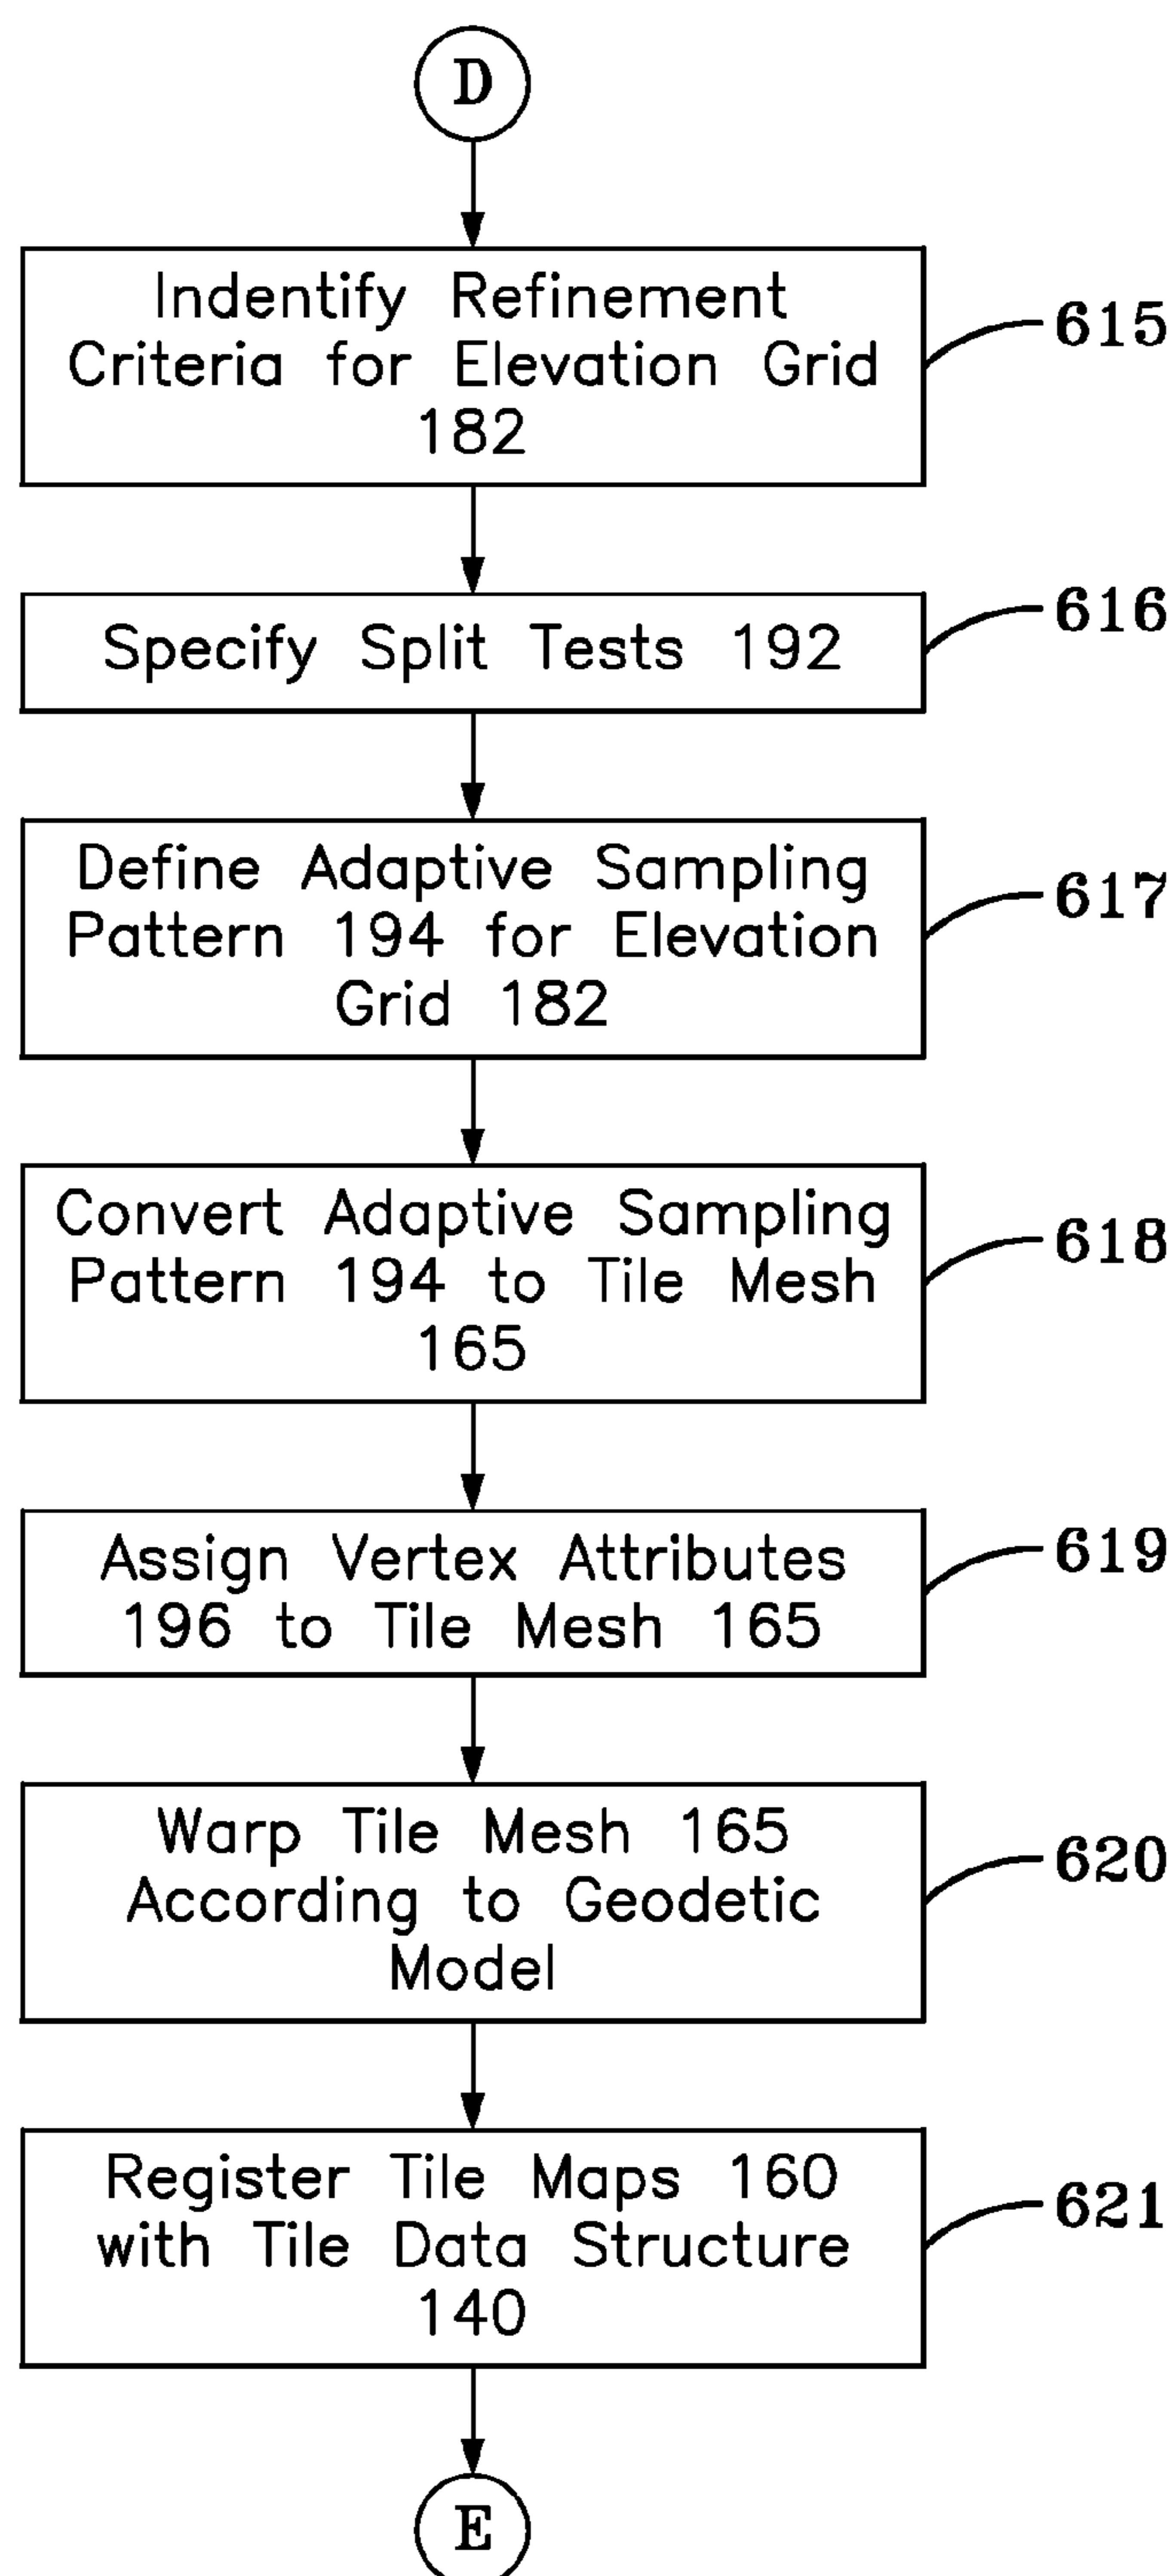 D
Indentify Refinement
Criteria for Elevation Grid
182
615
Specify Split Tests 192
616
Define Adaptive Sampling
Pattern 194 for Elevation
Grid 182
617
Convert Adaptive Sampling
Pattern 194 to Tile Mesh
165
618
Assign Vertex Attributes
196 to Tile Mesh 165
619
Warp Tile Mesh 165
According to Geodetic
Model
620
Register Tile Maps 160
with Tile Data Structure
140
621
E